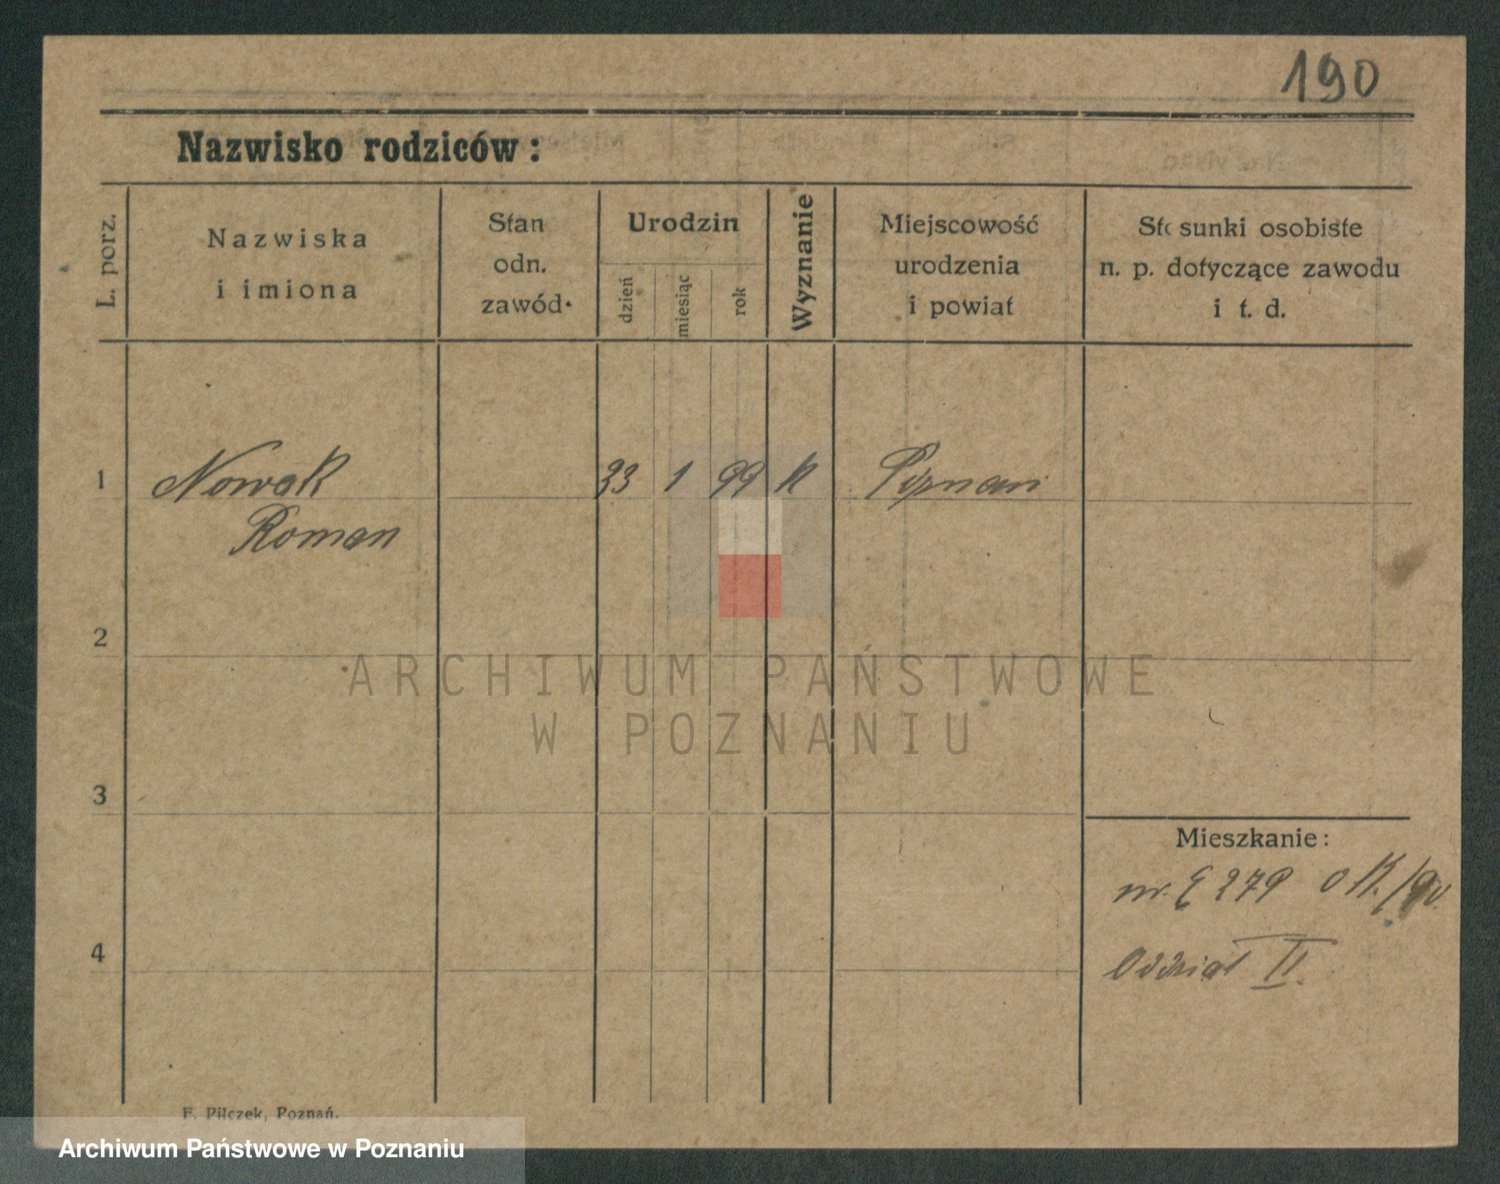 190
Nazwisko rodziców:
L. porz.
Nazwiska
i imiona
Stan
odn.
zawód.
Urodzin
dzień
miesiąc
rok
Wyznanie
Miejscowość
urodzenia
i powiat
Stosunki osobiste
n. p. dotyczące zawodu
i t. d.
1
Nowak
Roman
1 99 K
2
ARCHIWUM PAŃSTWOWE
W POZNANIU
3
Mieszkanie:
nr. 279
4
Oddział II.
F. Pilczek, Poznań.
Archiwum Państwowe w Poznaniu